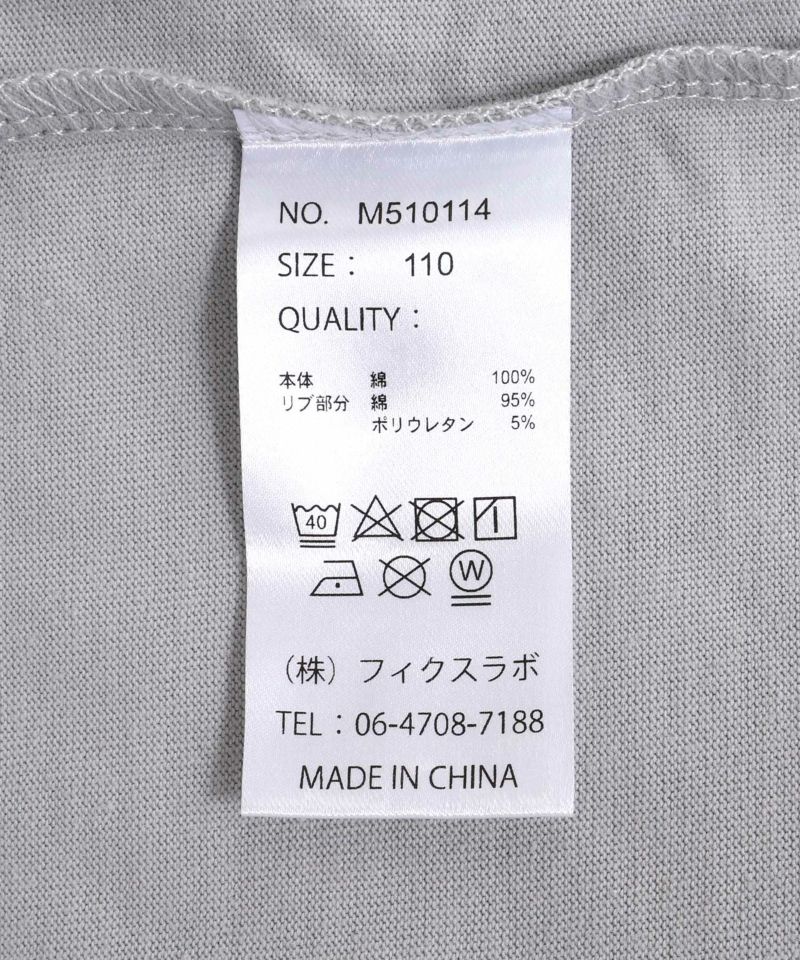 NO. M510114
SIZE： 110
QUALITY：
本体 綿 100%
リブ部分 綿 95%
ポリウレタン 5%
40
W
（株）フィクスラボ
TEL：06-4708-7188
MADE IN CHINA